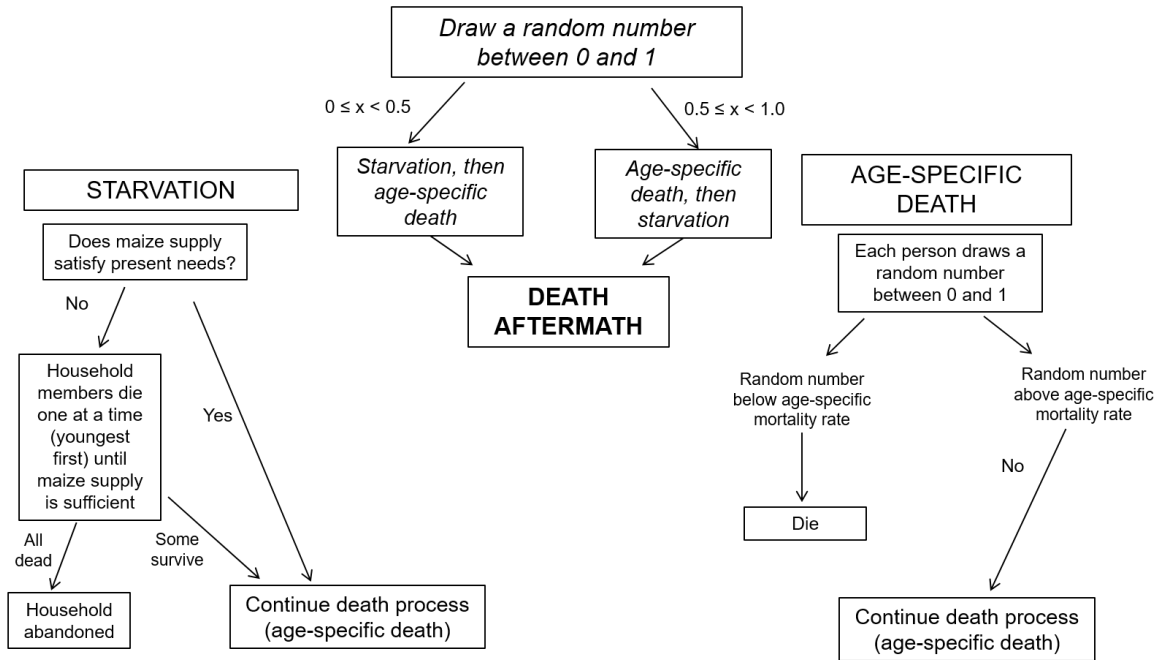 Draw a random number
between 0 and 1
0 ≤ x < 0.5
0.5 ≤ x < 1.0
Starvation, then
age-specific
death
Age-specific
death, then
starvation
DEATH
AFTERMATH
STARVATION
Does maize supply
satisfy present needs?
No
Yes
Household
members die
one at a time
(youngest
first) until
maize supply
is sufficient
All
dead
Some
survive
Household
abandoned
Continue death process
(age-specific death)
AGE-SPECIFIC
DEATH
Each person draws a
random number
between 0 and 1
Random number
below age-specific
mortality rate
Random number
above age-specific
mortality rate
No
Die
Continue death process
(age-specific death)